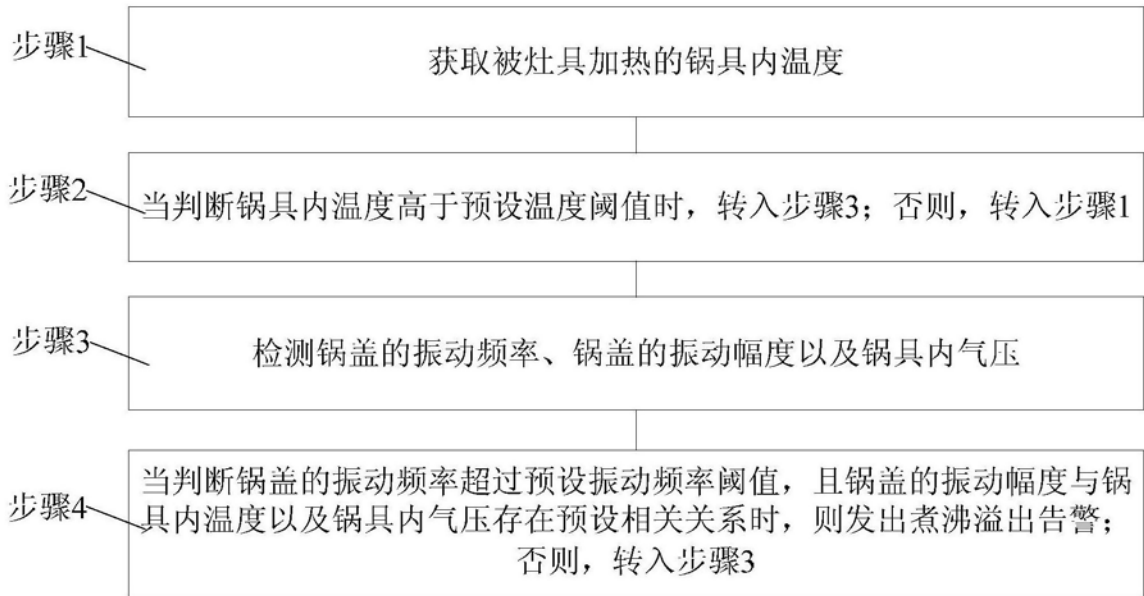 步骤1
获取被灶具加热的锅具内温度
步骤2
当判断锅具内温度高于预设温度阈值时，转入步骤3；否则，转入步骤1
步骤3
检测锅盖的振动频率、锅盖的振动幅度以及锅具内气压
步骤4
当判断锅盖的振动频率超过预设振动频率阈值，且锅盖的振动幅度与锅
具内温度以及锅具内气压存在预设相关关系时，则发出煮沸溢出告警；
否则，转入步骤3